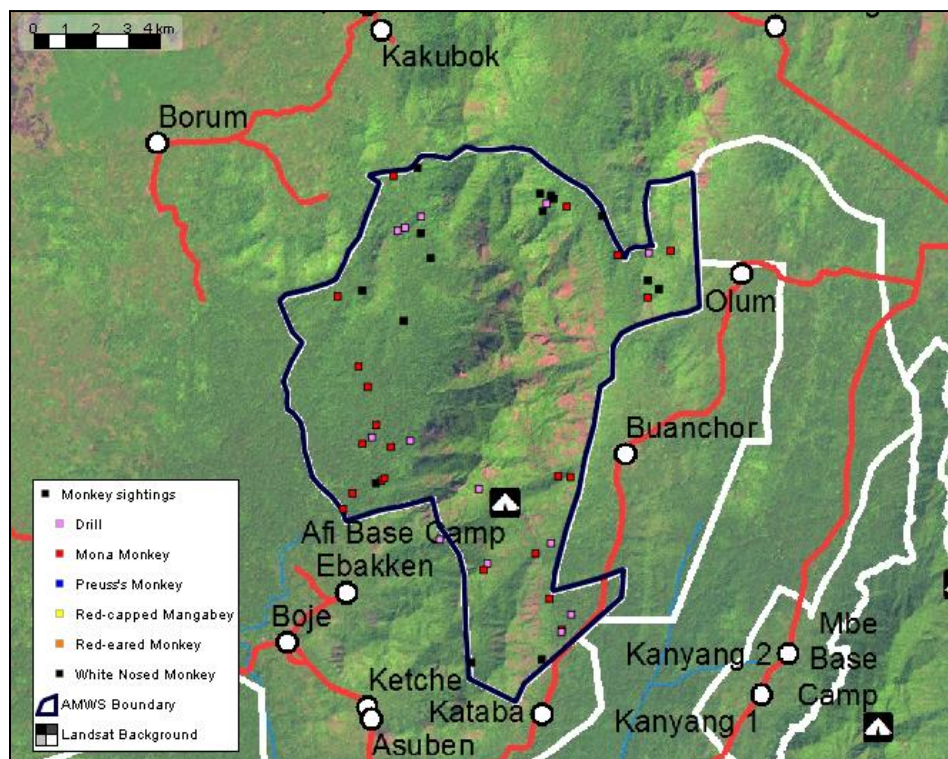 0 1 2 3 4 km
Kakubok
Borum
Olum
Buanchor
Afi Base Camp
Ebakken
Boje
Ketche
Asuben
Kataba
Kanyang 2
Kanyang 1
Mbe
Base
Camp
Monkey sightings
Drill
Mona Monkey
Preuss's Monkey
Red-capped Mangabey
Red-eared Monkey
White Nosed Monkey
AMWS Boundary
Landsat Background